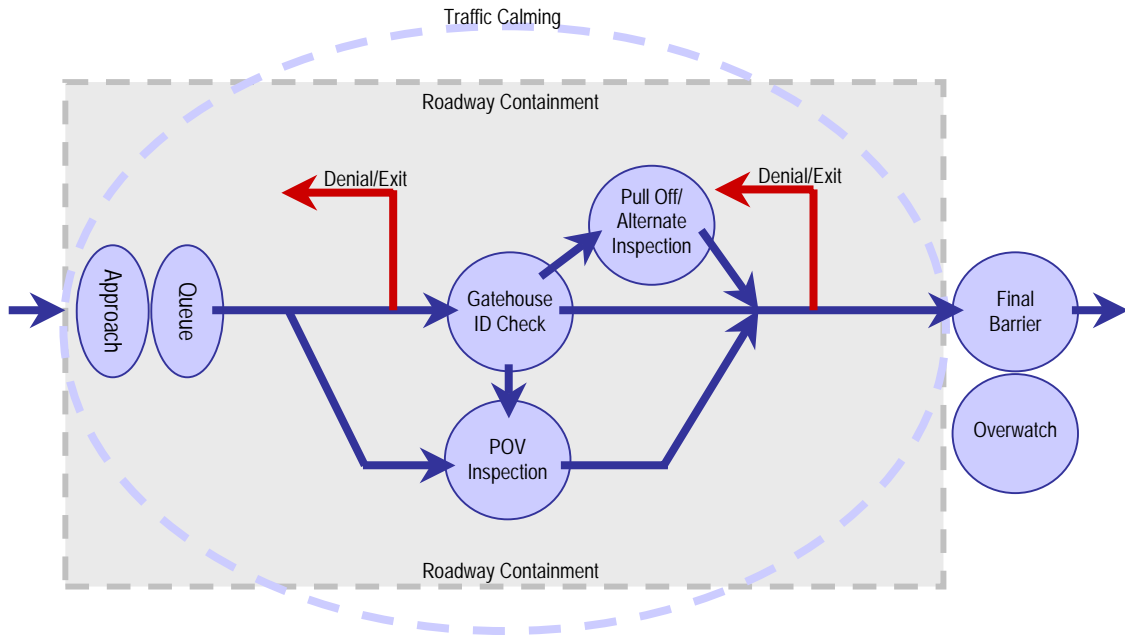 Traffic Calming
Roadway Containment
Denial/Exit
Denial/Exit
Pull Off/
Alternate
Inspection
Approach
Queue
Gatehouse
ID Check
Final
Barrier
POV
Inspection
Overwatch
Roadway Containment